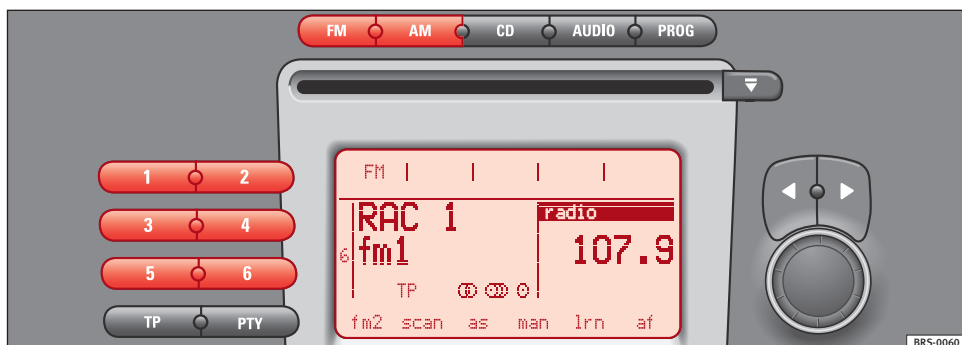 FM AM CD AUDIO PROG
1 2
3 4
5 6
TP PTY
FM
RAC 1
radio
6 fm1
107.9
TP
fm2 scan as man lrn af
BRS-0060